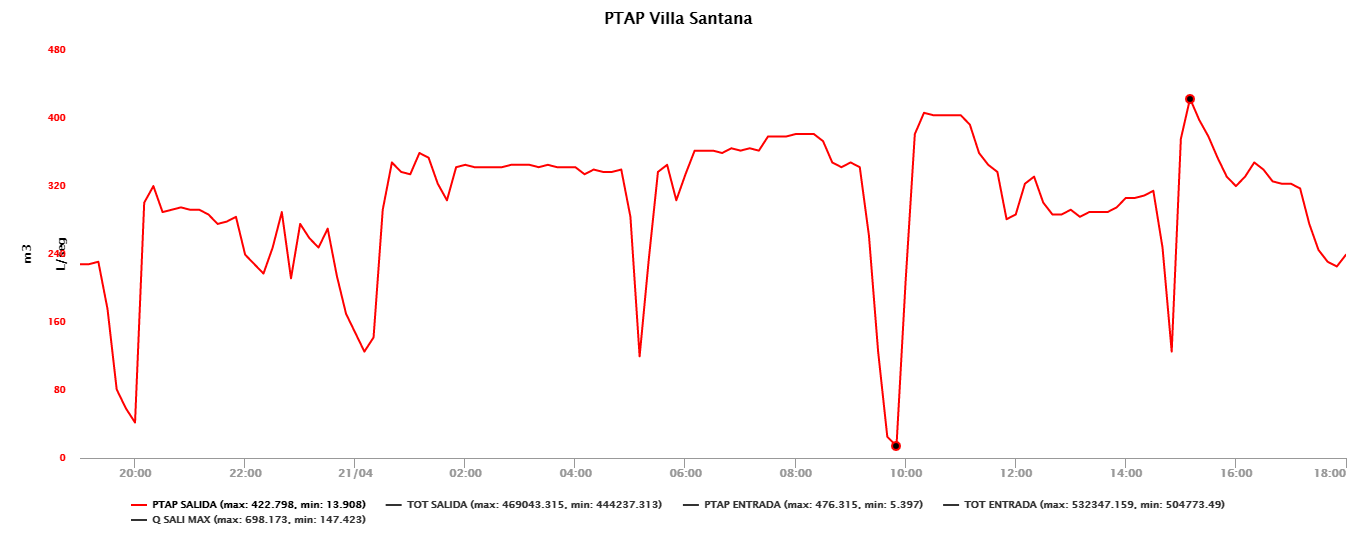 PTAP Villa Santana
480
400
320
240
160
80
0
m3
L/seg
20:00 22:00 21/04 02:00 04:00 06:00 08:00 10:00 12:00 14:00 16:00 18:00
PTAP SALIDA (max: 422.798, min: 13.908) TOT SALIDA (max: 469043.315, min: 444237.313) PTAP ENTRADA (max: 476.315, min: 5.397) TOT ENTRADA (max: 532347.159, min: 504773.49)
Q SALI MAX (max: 698.173, min: 147.423)